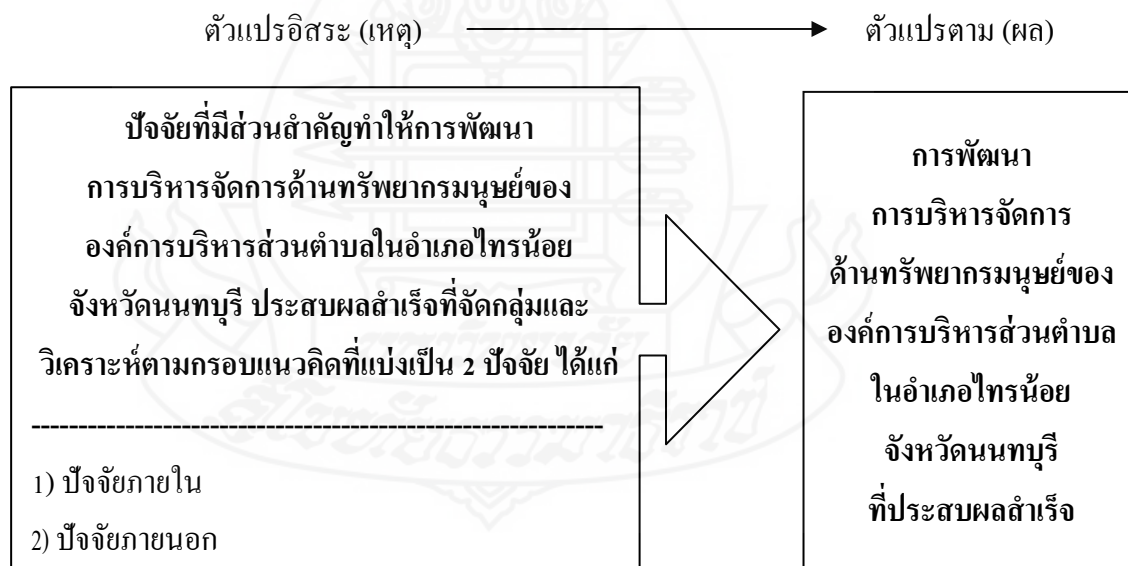 ตัวแปรอิสระ (เหตุ)
ตัวแปรตาม (ผล)
ปัจจัยที่มีส่วนสำคัญทำให้การพัฒนา
การบริหารจัดการด้านทรัพยากรมนุษย์ของ
องค์การบริหารส่วนตำบลในอำเภอไทรน้อย
จังหวัดนนทบุรี ประสบผลสำเร็จที่จัดกลุ่มและ
วิเคราะห์ตามกรอบแนวคิดที่แบ่งเป็น 2 ปัจจัย ได้แก่
-------------------------------------------------------------
1) ปัจจัยภายใน
2) ปัจจัยภายนอก
การพัฒนา
การบริหารจัดการ
ด้านทรัพยากรมนุษย์ของ
องค์การบริหารส่วนตำบล
ในอำเภอไทรน้อย
จังหวัดนนทบุรี
ที่ประสบผลสำเร็จ